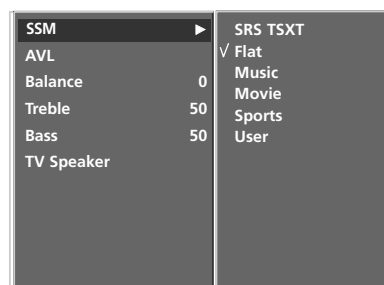 SSM ►
AVL
Balance 0
Treble 50
Bass 50
TV Speaker
SRS TSXT
√ Flat
Music
Movie
Sports
User